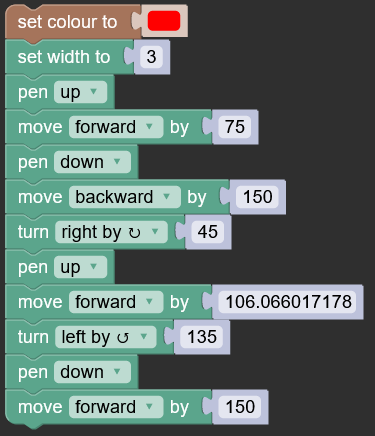 set colour to
set width to 3
pen up
move forward by 75
pen down
move backward by 150
turn right by ↻ 45
pen up
move forward by 106.066017178
turn left by ↺ 135
pen down
move forward by 150